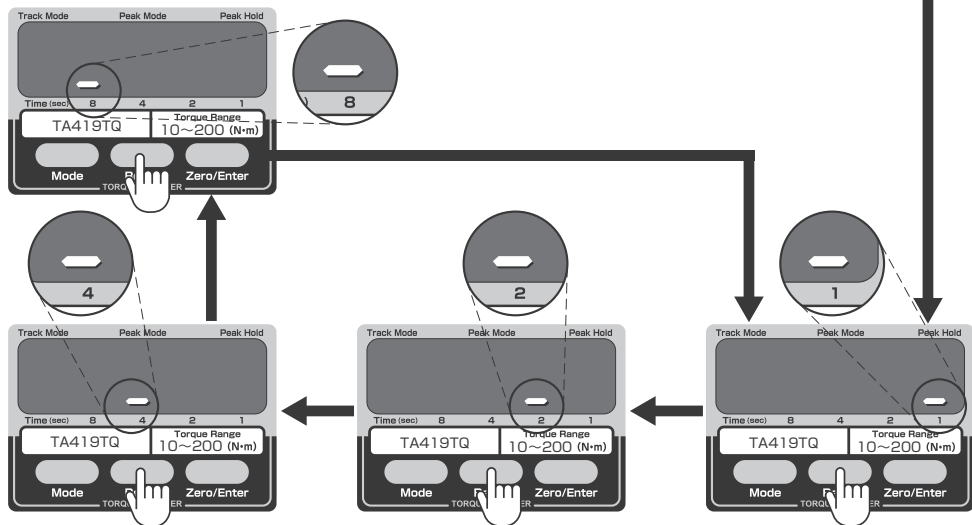 Track Mode Peak Mode Peak Hold
8
Time (sec) 8 4 2 1
TA419TQ
Torque Range
10～200 (N•m)
Mode Zero/Enter
4
2
1
Track Mode Peak Mode Peak Hold
Time (sec) 8 4 2 1
TA419TQ
Torque Range
10～200 (N•m)
Mode Zero/Enter
Track Mode Peak Mode Peak Hold
Time (sec) 8 4 2 1
TA419TQ
Torque Range
10～200 (N•m)
Mode Zero/Enter
Track Mode Peak Mode Peak Hold
Time (sec) 8 4 2 1
TA419TQ
Torque Range
10～200 (N•m)
Mode Zero/Enter